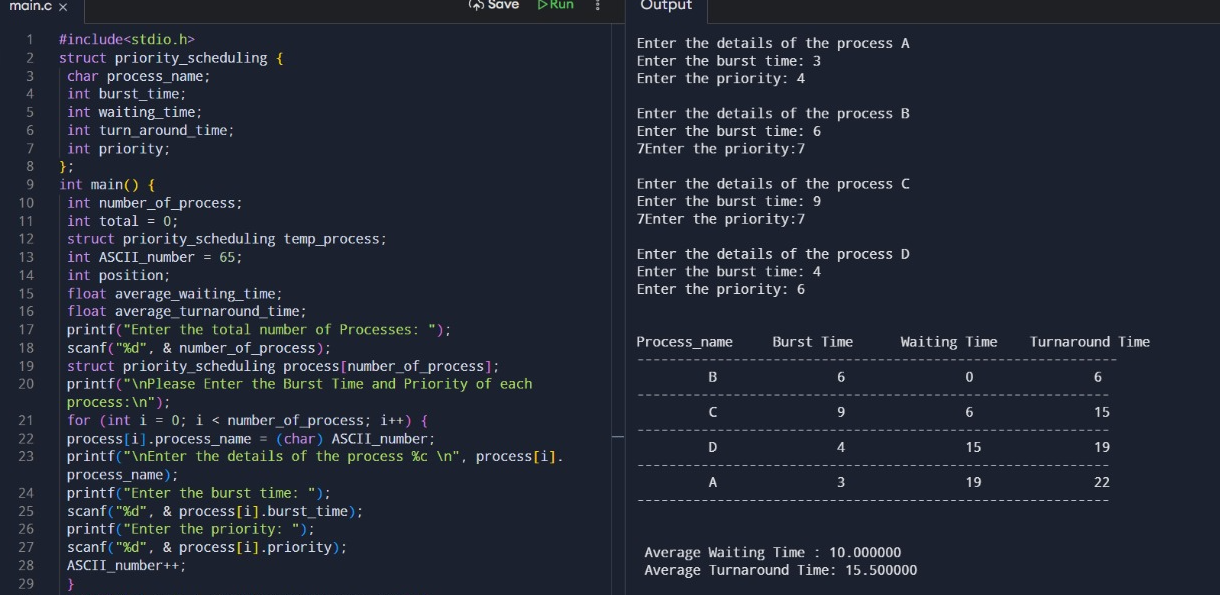 main.c ×
Save
Run
Output
1 #include<stdio.h>
2 struct priority_scheduling {
3 char process_name;
4 int burst_time;
5 int waiting_time;
6 int turn_around_time;
7 int priority;
8 };
9 int main() {
10 int number_of_process;
11 int total = 0;
12 struct priority_scheduling temp_process;
13 int ASCII_number = 65;
14 int position;
15 float average_waiting_time;
16 float average_turnaround_time;
17 printf("Enter the total number of Processes: ");
18 scanf("%d", & number_of_process);
19 struct priority_scheduling process[number_of_process];
20 printf("\nPlease Enter the Burst Time and Priority of each
process:\n");
21 for (int i = 0; i < number_of_process; i++) {
22 process[i].process_name = (char) ASCII_number;
23 printf("\nEnter the details of the process %c \n", process[i].
process_name);
24 printf("Enter the burst time: ");
25 scanf("%d", & process[i].burst_time);
26 printf("Enter the priority: ");
27 scanf("%d", & process[i].priority);
28 ASCII_number++;
29 }
Enter the details of the process A
Enter the burst time: 3
Enter the priority: 4
Enter the details of the process B
Enter the burst time: 6
7Enter the priority:7
Enter the details of the process C
Enter the burst time: 9
7Enter the priority:7
Enter the details of the process D
Enter the burst time: 4
Enter the priority: 6
Process_name Burst Time Waiting Time Turnaround Time
------------------------------------------------------------
B 6 0 6
-----------------------------------------------------------
C 9 6 15
-----------------------------------------------------------
D 4 15 19
-----------------------------------------------------------
A 3 19 22
-----------------------------------------------------------
Average Waiting Time : 10.000000
Average Turnaround Time: 15.500000